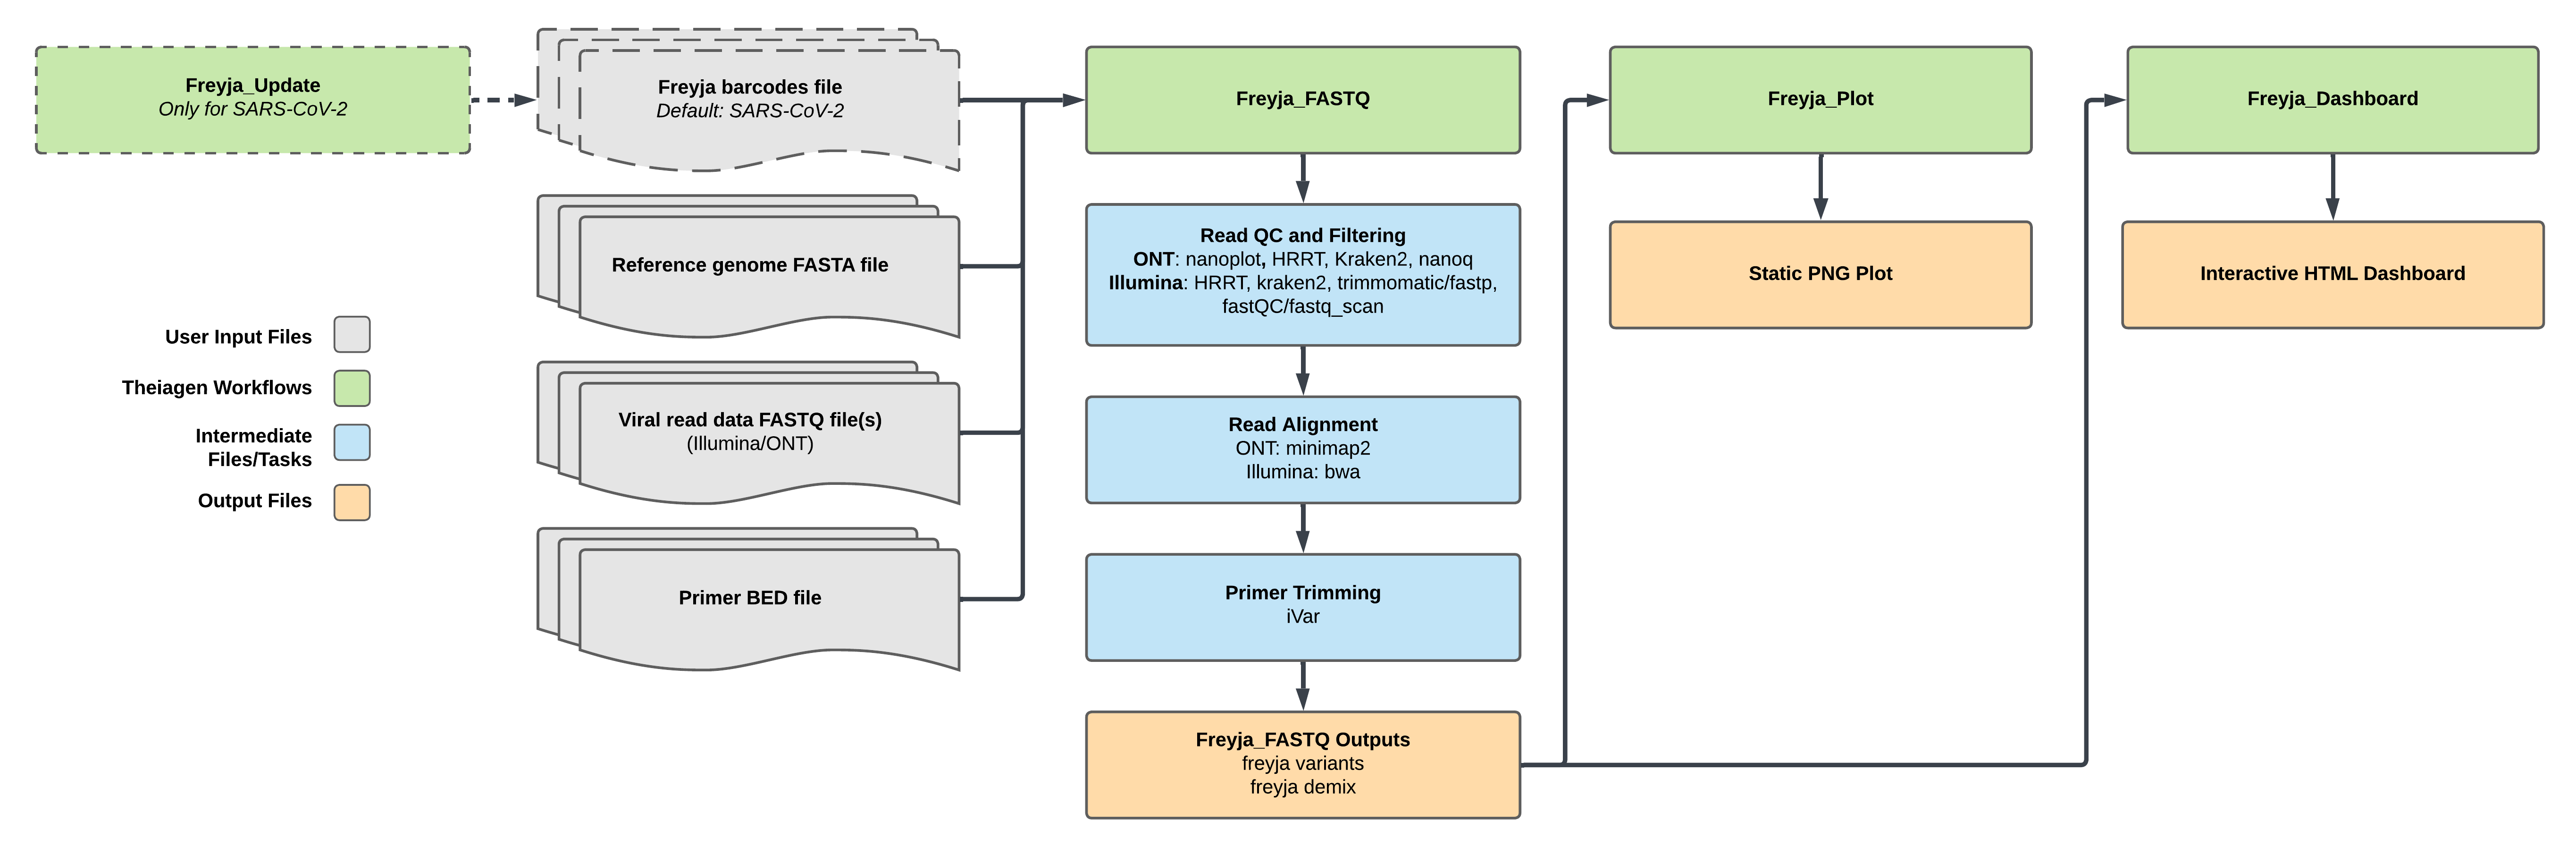 Freyja_Update
Only for SARS-CoV-2
Freyja barcodes file
Default: SARS-CoV-2
Reference genome FASTA file
Viral read data FASTQ file(s)
(Illumina/ONT)
Primer BED file
User Input Files
Theiagen Workflows
Intermediate
Files/Tasks
Output Files
Freyja_FASTQ
Read QC and Filtering
ONT: nanoplot, HRRT, Kraken2, nanoq
Illumina: HRRT, kraken2, trimmomatic/fastp,
fastQC/fastq_scan
Read Alignment
ONT: minimap2
Illumina: bwa
Primer Trimming
iVar
Freyja_FASTQ Outputs
freyja variants
freyja demix
Freyja_Plot
Static PNG Plot
Freyja_Dashboard
Interactive HTML Dashboard